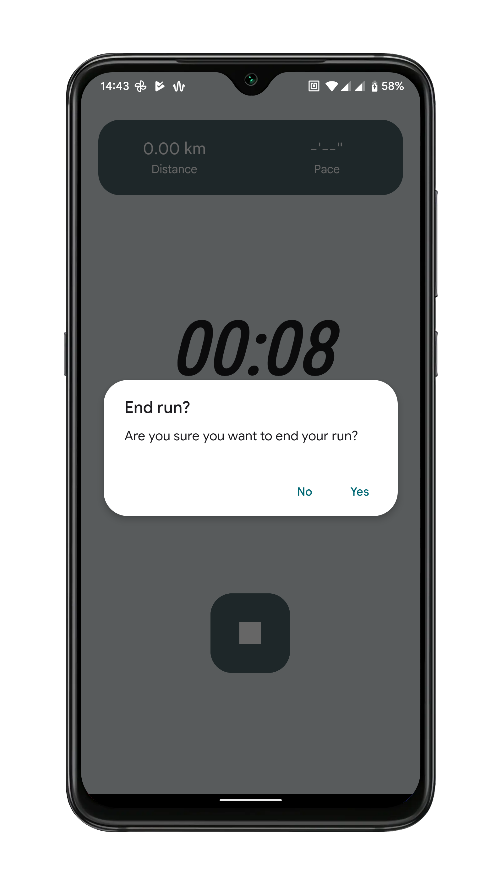 14:43 58%
0.00 km -'--"
Distance Pace
00:08
End run?
Are you sure you want to end your run?
No Yes